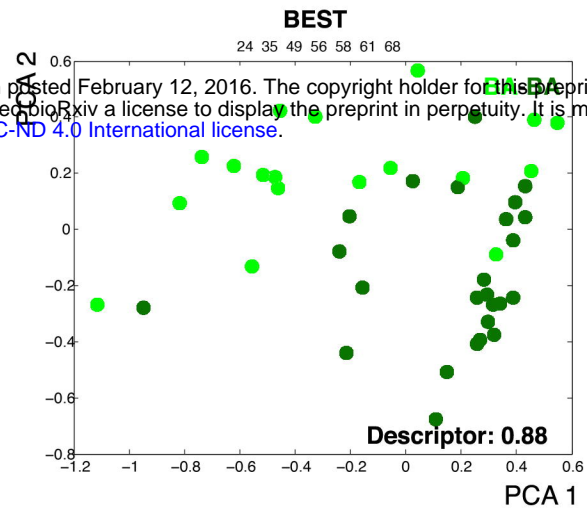 BEST
24 35 49 56 58 61 68
PCA 2
0.6
posted February 12, 2016. The copyright holder for this prepri
bioRxiv a license to display the preprint in perpetuity. It is m
C-ND 4.0 International license.
0.4
0.2
0
−0.2
−0.4
−0.6
−0.8
Descriptor: 0.88
−1.2 −1 −0.8 −0.6 −0.4 −0.2 0 0.2 0.4 0.6
PCA 1